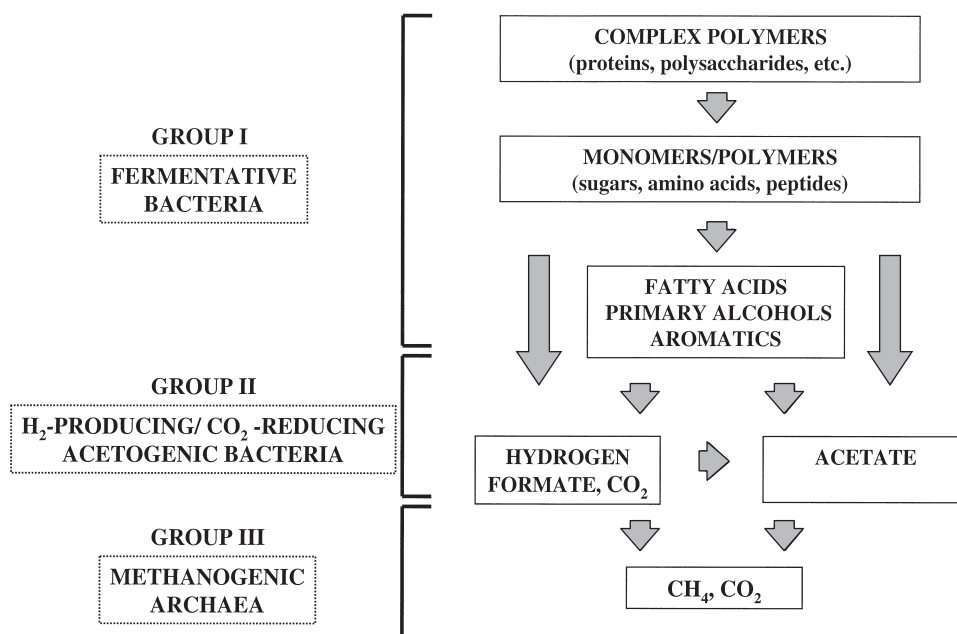 GROUP I
FERMENTATIVE
BACTERIA
GROUP II
H₂-PRODUCING/ CO₂ -REDUCING
ACETOGENIC BACTERIA
GROUP III
METHANOGENIC
ARCHAEA
COMPLEX POLYMERS
(proteins, polysaccharides, etc.)
MONOMERS/POLYMERS
(sugars, amino acids, peptides)
FATTY ACIDS
PRIMARY ALCOHOLS
AROMATICS
HYDROGEN
FORMATE, CO₂
ACETATE
CH₄, CO₂